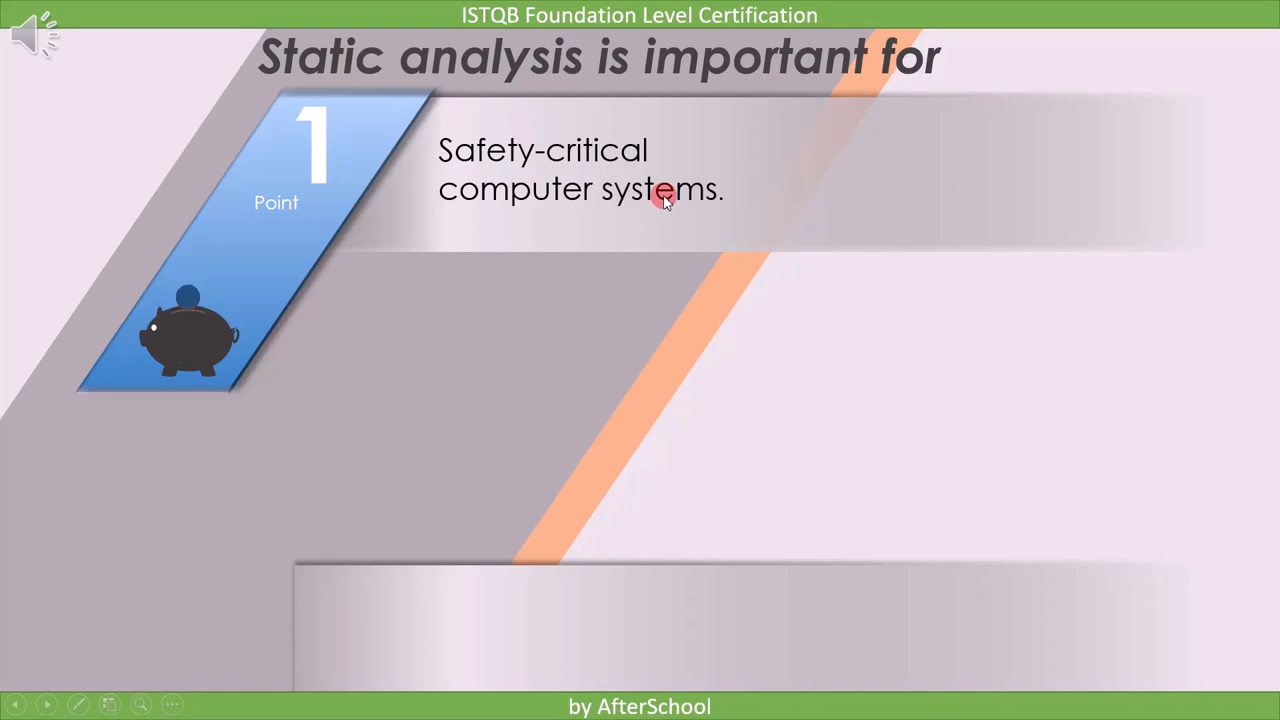 ISTQB Foundation Level Certification
Static analysis is important for
1
Point
Safety-critical
computer systems.
by AfterSchool